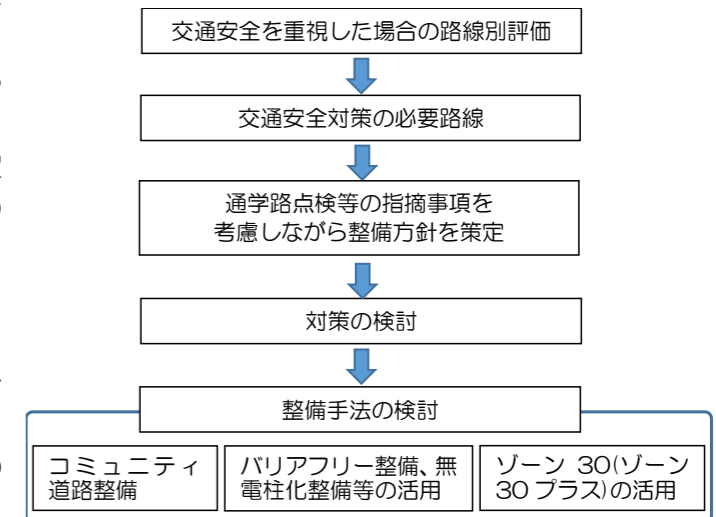 交通安全を重視した場合の路線別評価
交通安全対策の必要路線
通学路点検等の指摘事項を
考慮しながら整備方針を策定
対策の検討
整備手法の検討
コミュニティ
道路整備
バリアフリー整備、無
電柱化整備等の活用
ゾーン 30(ゾーン
30 プラス)の活用